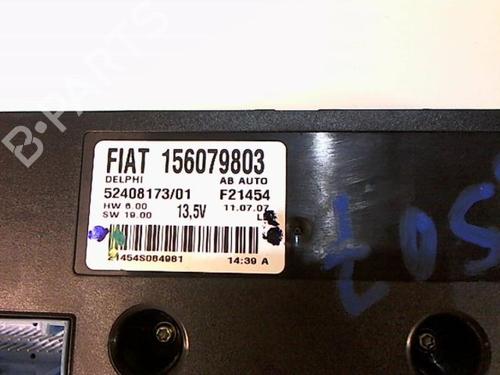 B-PARTS
FIAT 156079803
DELPHI AB AUTO
52408173/01 F21454
HW 6.00 13,5V 11.07.07
SW 19.00
21454S084981 14:39 A